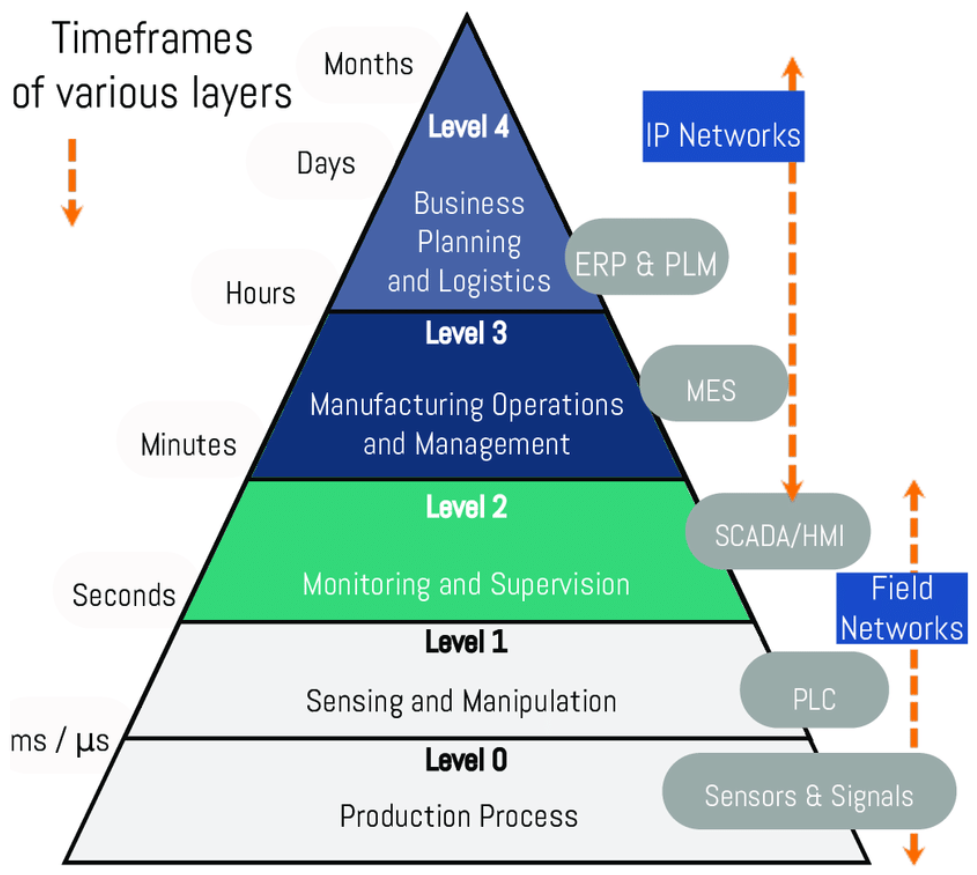 Timeframes
of various layers
Months
Days
Hours
Minutes
Seconds
ms / μs
Level 4
Business
Planning
and Logistics
Level 3
Manufacturing Operations
and Management
Level 2
Monitoring and Supervision
Level 1
Sensing and Manipulation
Level 0
Production Process
IP Networks
ERP & PLM
MES
SCADA/HMI
Field
Networks
PLC
Sensors & Signals